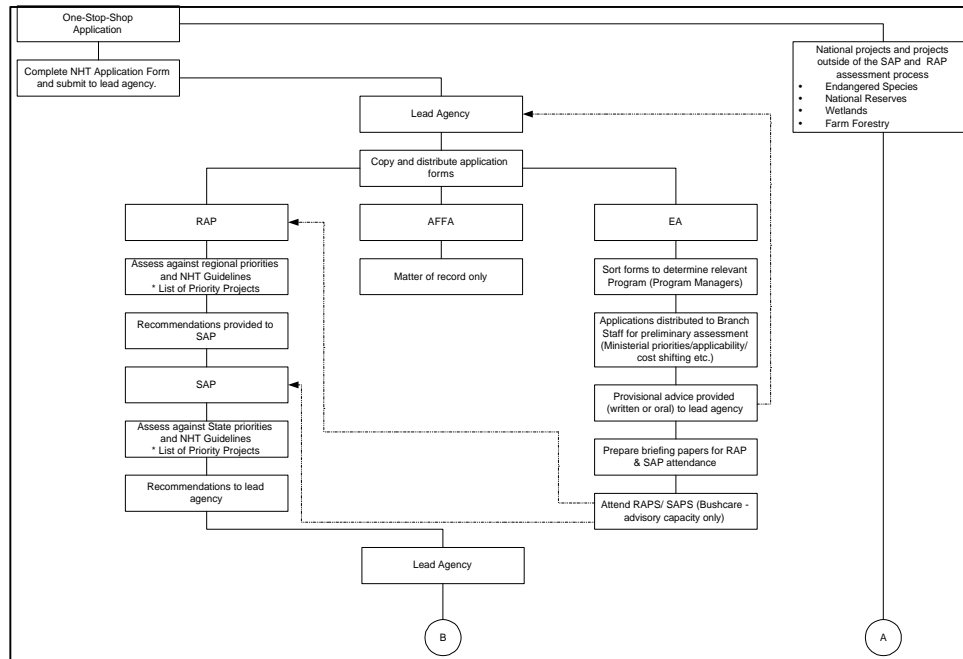 One-Stop-Shop
Application
Complete NHT Application Form
and submit to lead agency.
National projects and projects
outside of the SAP and RAP
assessment process
• Endangered Species
• National Reserves
• Wetlands
• Farm Forestry
Lead Agency
Copy and distribute application
forms
RAP
AFFA
EA
Assess against regional priorities
and NHT Guidelines
* List of Priority Projects
Matter of record only
Sort forms to determine relevant
Program (Program Managers)
Recommendations provided to
SAP
Applications distributed to Branch
Staff for preliminary assessment
(Ministerial priorities/applicability/
cost shifting etc.)
SAP
Provisional advice provided
(written or oral) to lead agency
Assess against State priorities
and NHT Guidelines
* List of Priority Projects
Prepare briefing papers for RAP
& SAP attendance
Recommendations to lead
agency
Attend RAPS/ SAPS (Bushcare -
advisory capacity only)
Lead Agency
B
A